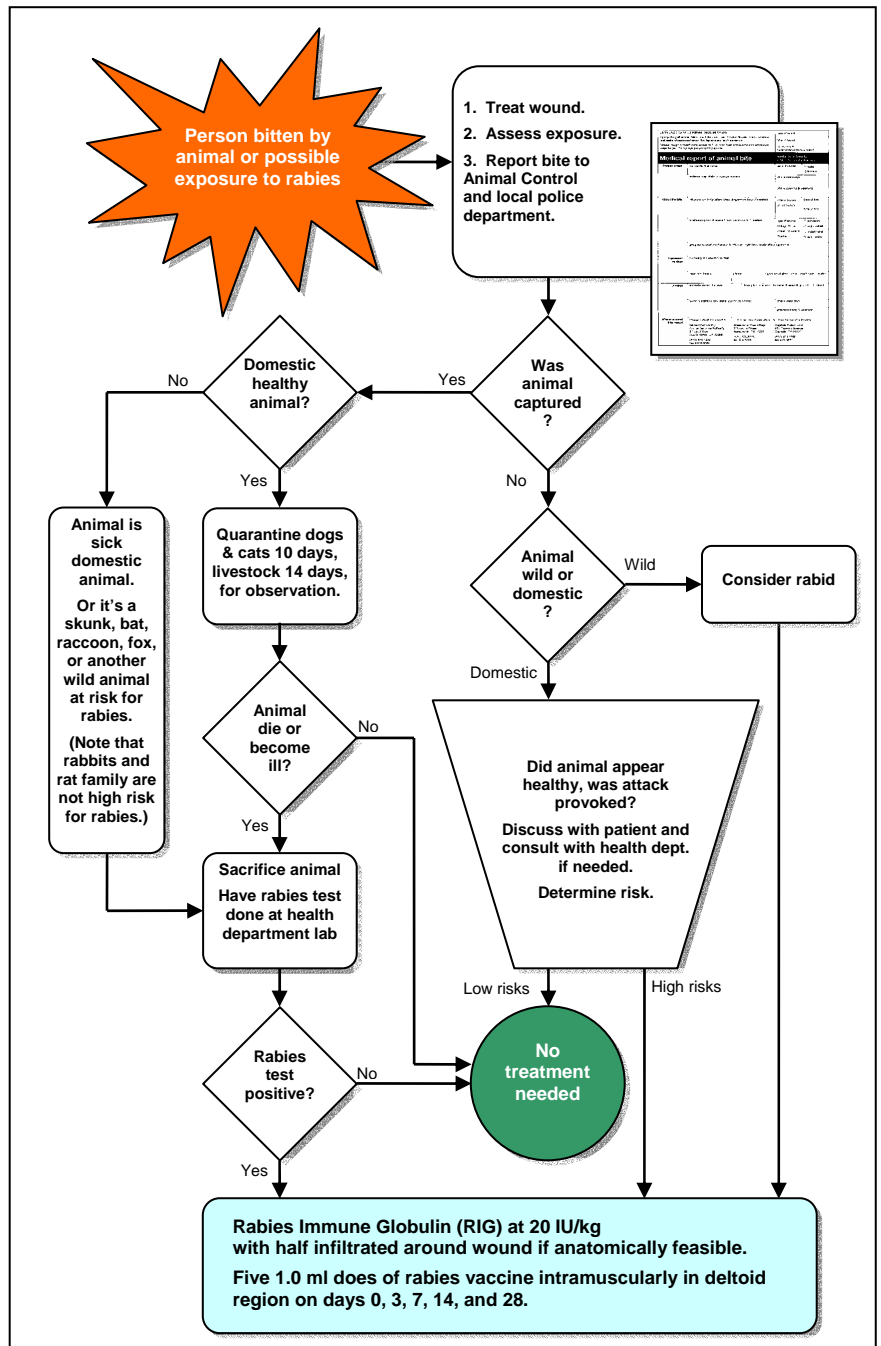 Person bitten by
animal or possible
exposure to rabies
1. Treat wound.
2. Assess exposure.
3. Report bite to
Animal Control
and local police
department.
Medical report of animal bite
Was
animal
captured
?
Yes
No
Domestic
healthy
animal?
No
Yes
Animal is
sick
domestic
animal.
Or it’s a
skunk, bat,
raccoon, fox,
or another
wild animal
at risk for
rabies.
(Note that
rabbits and
rat family are
not high risk
for rabies.)
Quarantine dogs
& cats 10 days,
livestock 14 days,
for observation.
Animal
wild or
domestic
?
Wild
Consider rabid
Domestic
Animal
die or
become
ill?
No
Yes
Did animal appear
healthy, was attack
provoked?
Discuss with patient and
consult with health dept.
if needed.
Determine risk.
Sacrifice animal
Have rabies test
done at health
department lab
Low risks
High risks
Rabies
test
positive?
No
Yes
No
treatment
needed
Rabies Immune Globulin (RIG) at 20 IU/kg
with half infiltrated around wound if anatomically feasible.
Five 1.0 ml does of rabies vaccine intramuscularly in deltoid
region on days 0, 3, 7, 14, and 28.